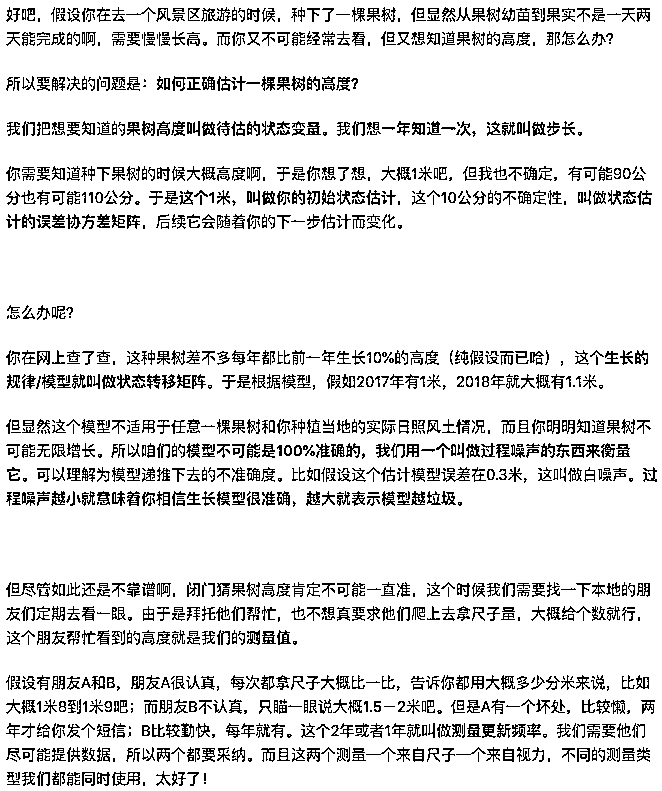 好吧，假设你在去一个风景区旅游的时候，种下了一棵果树，但显然从果树幼苗到果实不是一天两
天能完成的啊，需要慢慢长高。而你又不可能经常去看，但又想知道果树的高度，那怎么办？
所以要解决的问题是：如何正确估计一棵果树的高度？
我们把想要知道的果树高度叫做待估的状态变量。我们想一年知道一次，这就叫做步长。
你需要知道种下果树的时候大概高度啊，于是你想了想，大概1米吧，但我也不确定，有可能90公
分也有可能110公分。于是这个1米，叫做你的初始状态估计，这个10公分的不确定性，叫做状态估
计的误差协方差矩阵，后续它会随着你的下一步估计而变化。
怎么办呢？
你在网上查了查，这种果树差不多每年都比前一年生长10%的高度（纯假设而已哈），这个生长的
规律/模型就叫做状态转移矩阵。于是根据模型，假如2017年有1米，2018年就大概有1.1米。
但显然这个模型不适用于任意一棵果树和你种植当地的实际日照风土情况，而且你明明知道果树不
可能无限增长。所以咱们的模型不可能是100%准确的，我们用一个叫做过程噪声的东西来衡量
它。可以理解为模型递推下去的不准确度。比如假设这个估计模型误差在0.3米，这叫做白噪声。过
程噪声越小就意味着你相信生长模型很准确，越大就表示模型越垃圾。
但尽管如此还是不靠谱啊，闭门猜果树高度肯定不可能一直准，这个时候我们需要找一下本地的朋
友们定期去看一眼。由于是拜托他们帮忙，也不想真要求他们爬上去拿尺子量，大概给个数就行，
这个朋友帮忙看到的高度就是我们的测量值。
假设有朋友A和B，朋友A很认真，每次都拿尺子大概比一比，告诉你都用大概多少分米来说，比如
大概1米8到1米9吧；而朋友B不认真，只瞄一眼说大概1.5－2米吧。但是A有一个坏处，比较懒，两
年才给你发个短信；B比较勤快，每年就有。这个2年或者1年就叫做测量更新频率。我们需要他们
尽可能提供数据，所以两个都要采纳。而且这两个测量一个来自尺子一个来自视力，不同的测量类
型我们都能同时使用，太好了！